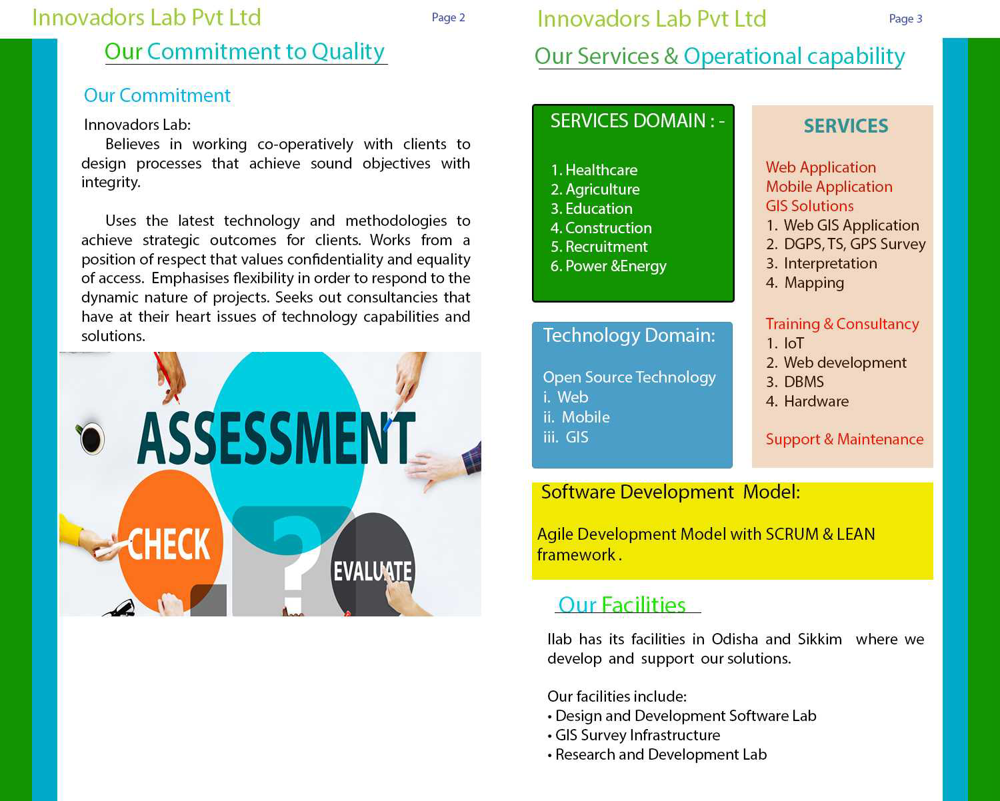 Innovadors Lab Pvt Ltd
Page 2
Our Commitment to Quality
Our Commitment
Innovadors Lab:
Believes in working co-operatively with clients to
design processes that achieve sound objectives with
integrity.
Uses the latest technology and methodologies to
achieve strategic outcomes for clients. Works from a
position of respect that values confidentiality and equality
of access. Emphasises flexibility in order to respond to the
dynamic nature of projects. Seeks out consultancies that
have at their heart issues of technology capabilities and
solutions.
ASSESSMENT
CHECK
?
EVALUATE
Innovadors Lab Pvt Ltd
Page 3
Our Services & Operational capability
SERVICES DOMAIN : -
1. Healthcare
2. Agriculture
3. Education
4. Construction
5. Recruitment
6. Power &Energy
Technology Domain:
Open Source Technology
i. Web
ii. Mobile
iii. GIS
SERVICES
Web Application
Mobile Application
GIS Solutions
1. Web GIS Application
2. DGPS, TS, GPS Survey
3. Interpretation
4. Mapping
Training & Consultancy
1. IoT
2. Web development
3. DBMS
4. Hardware
Support & Maintenance
Software Development Model:
Agile Development Model with SCRUM & LEAN
framework .
Our Facilities
Ilab has its facilities in Odisha and Sikkim where we
develop and support our solutions.
Our facilities include:
• Design and Development Software Lab
• GIS Survey Infrastructure
• Research and Development Lab